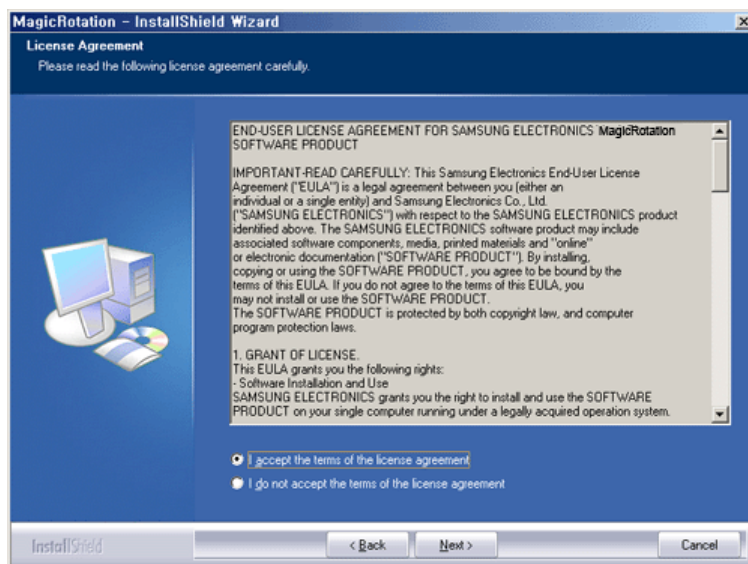 MagicRotation - InstallShield Wizard
License Agreement
Please read the following license agreement carefully.
END-USER LICENSE AGREEMENT FOR SAMSUNG ELECTRONICS MagicRotation
SOFTWARE PRODUCT
IMPORTANT-READ CAREFULLY: This Samsung Electronics End-User License
Agreement ("EULA") is a legal agreement between you (either an
individual or a single entity) and Samsung Electronics Co., Ltd.
("SAMSUNG ELECTRONICS") with respect to the SAMSUNG ELECTRONICS product
identified above. The SAMSUNG ELECTRONICS software product may include
associated software components, media, printed materials and "online"
or electronic documentation ("SOFTWARE PRODUCT"). By installing,
copying or using the SOFTWARE PRODUCT, you agree to be bound by the
terms of this EULA. If you do not agree to the terms of this EULA, you
may not install or use the SOFTWARE PRODUCT.
The SOFTWARE PRODUCT is protected by both copyright law, and computer
program protection laws.
1. GRANT OF LICENSE.
This EULA grants you the following rights:
- Software Installation and Use
SAMSUNG ELECTRONICS grants you the right to install and use the SOFTWARE
PRODUCT on your single computer running under a legally acquired operation system.
I accept the terms of the license agreement
I do not accept the terms of the license agreement
InstallShield
< Back
Next >
Cancel